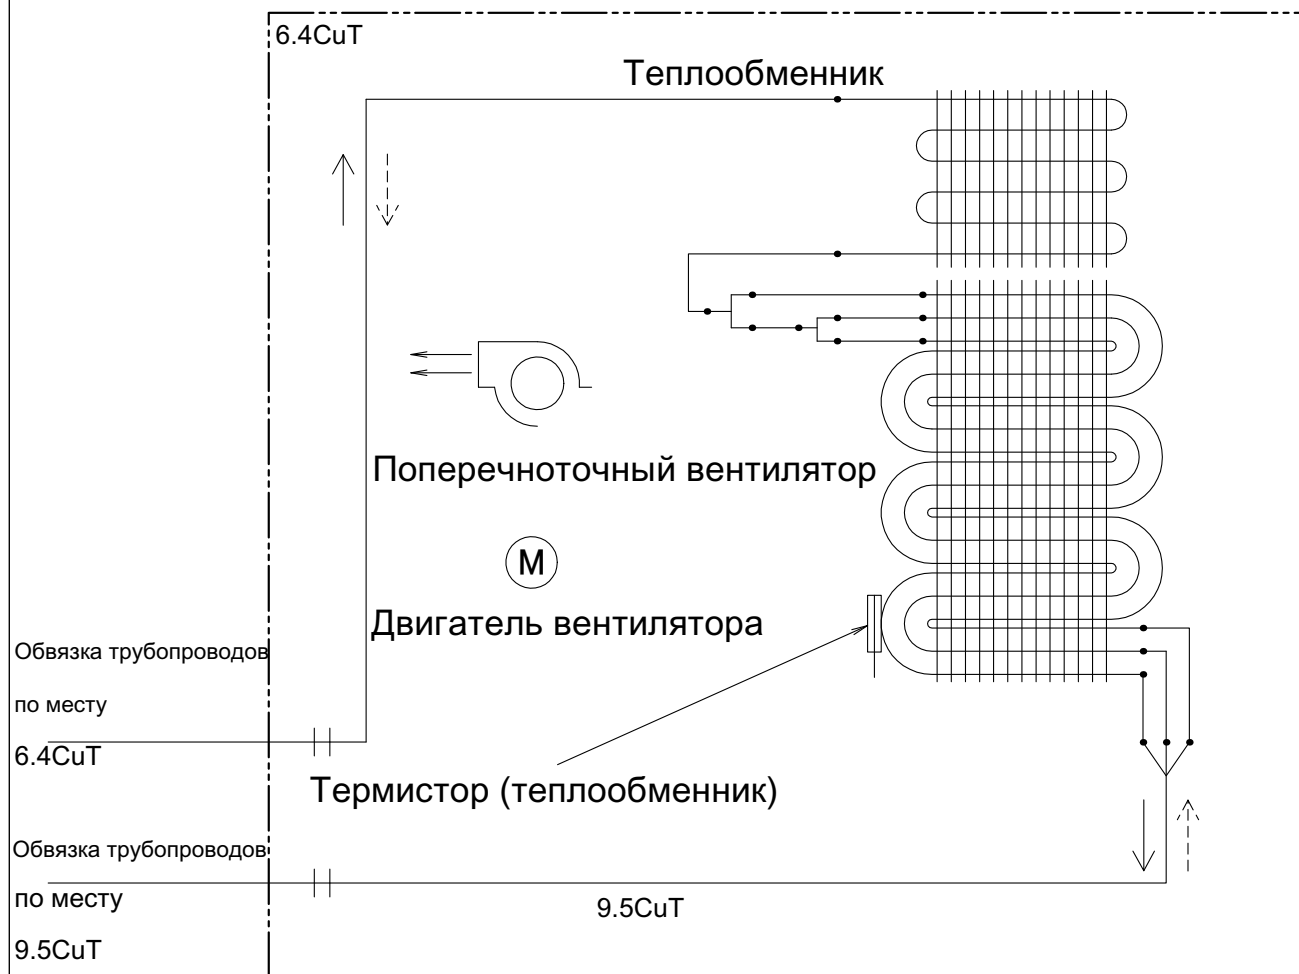 6.4CuT
Теплообменник
Поперечноточный вентилятор
M
Двигатель вентилятора
Обвязка трубопроводов
по месту
6.4CuT
Термистор (теплообменник)
Обвязка трубопроводов
по месту
9.5CuT
9.5CuT